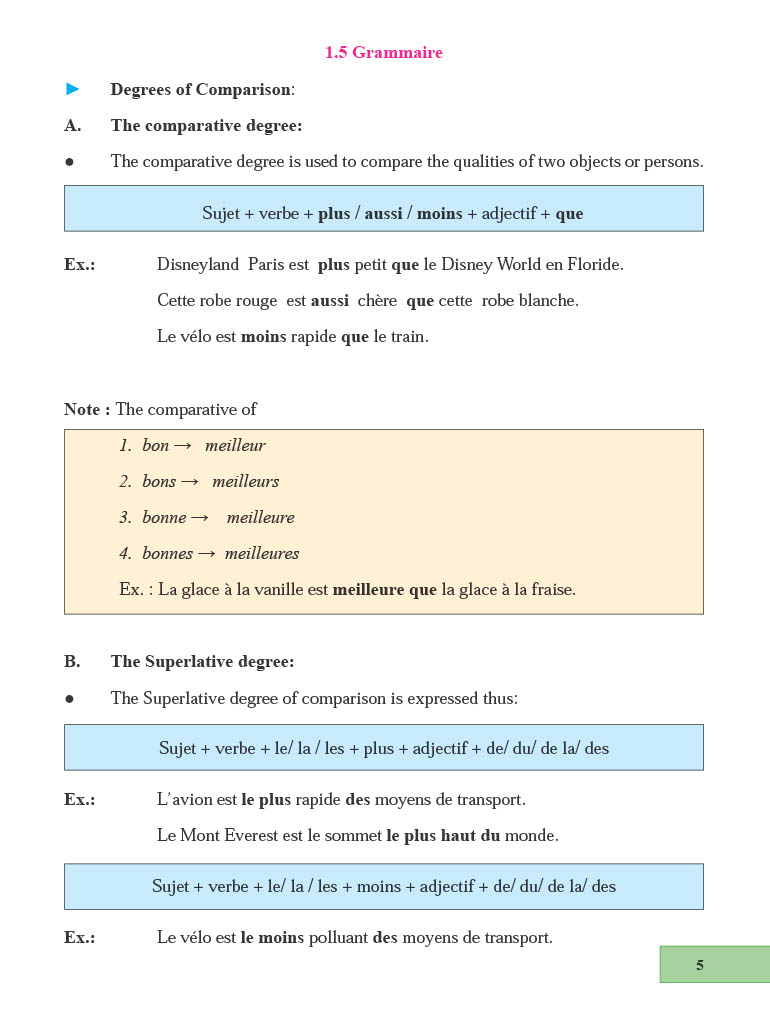 1.5 Grammaire
► Degrees of Comparison:
A. The comparative degree:
● The comparative degree is used to compare the qualities of two objects or persons.
Sujet + verbe + plus / aussi / moins + adjectif + que
Ex.: Disneyland Paris est plus petit que le Disney World en Floride.
Cette robe rouge est aussi chère que cette robe blanche.
Le vélo est moins rapide que le train.
Note : The comparative of
1. bon → meilleur
2. bons → meilleurs
3. bonne → meilleure
4. bonnes → meilleures
Ex. : La glace à la vanille est meilleure que la glace à la fraise.
B. The Superlative degree:
● The Superlative degree of comparison is expressed thus:
Sujet + verbe + le/ la / les + plus + adjectif + de/ du/ de la/ des
Ex.: L'avion est le plus rapide des moyens de transport.
Le Mont Everest est le sommet le plus haut du monde.
Sujet + verbe + le/ la / les + moins + adjectif + de/ du/ de la/ des
Ex.: Le vélo est le moins polluant des moyens de transport.
5